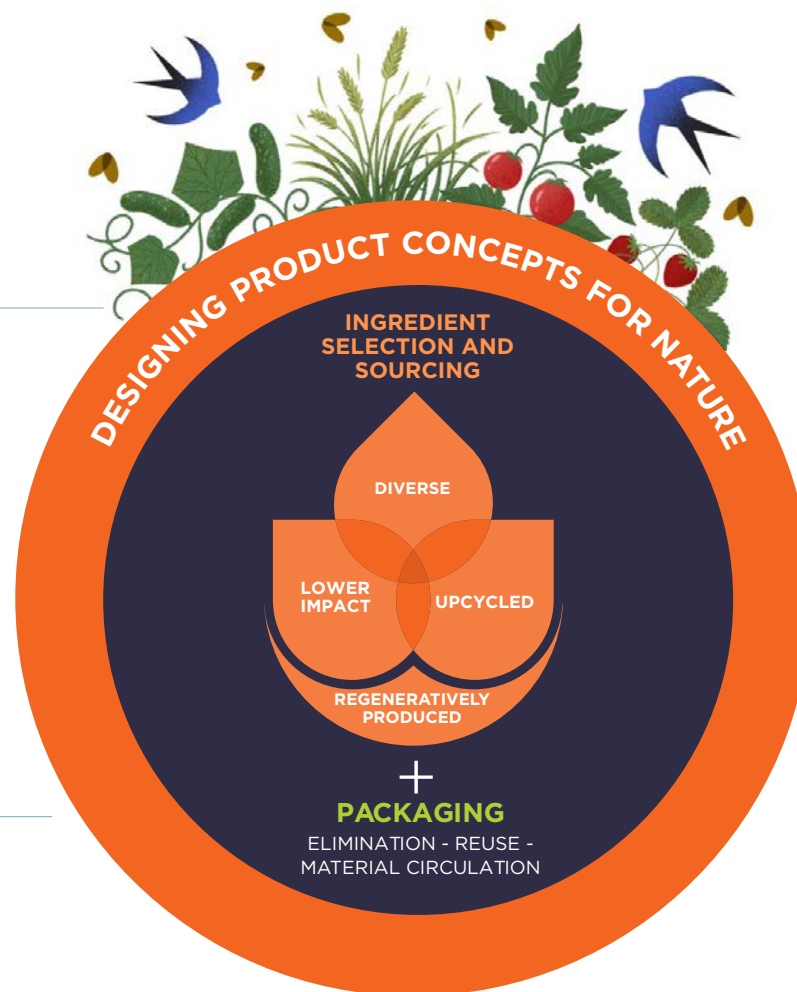 DESIGNING PRODUCT CONCEPTS FOR NATURE
INGREDIENT
SELECTION AND
SOURCING
DIVERSE
LOWER
IMPACT
UPCYCLED
REGENERATIVELY
PRODUCED
+
PACKAGING
ELIMINATION - REUSE -
MATERIAL CIRCULATION